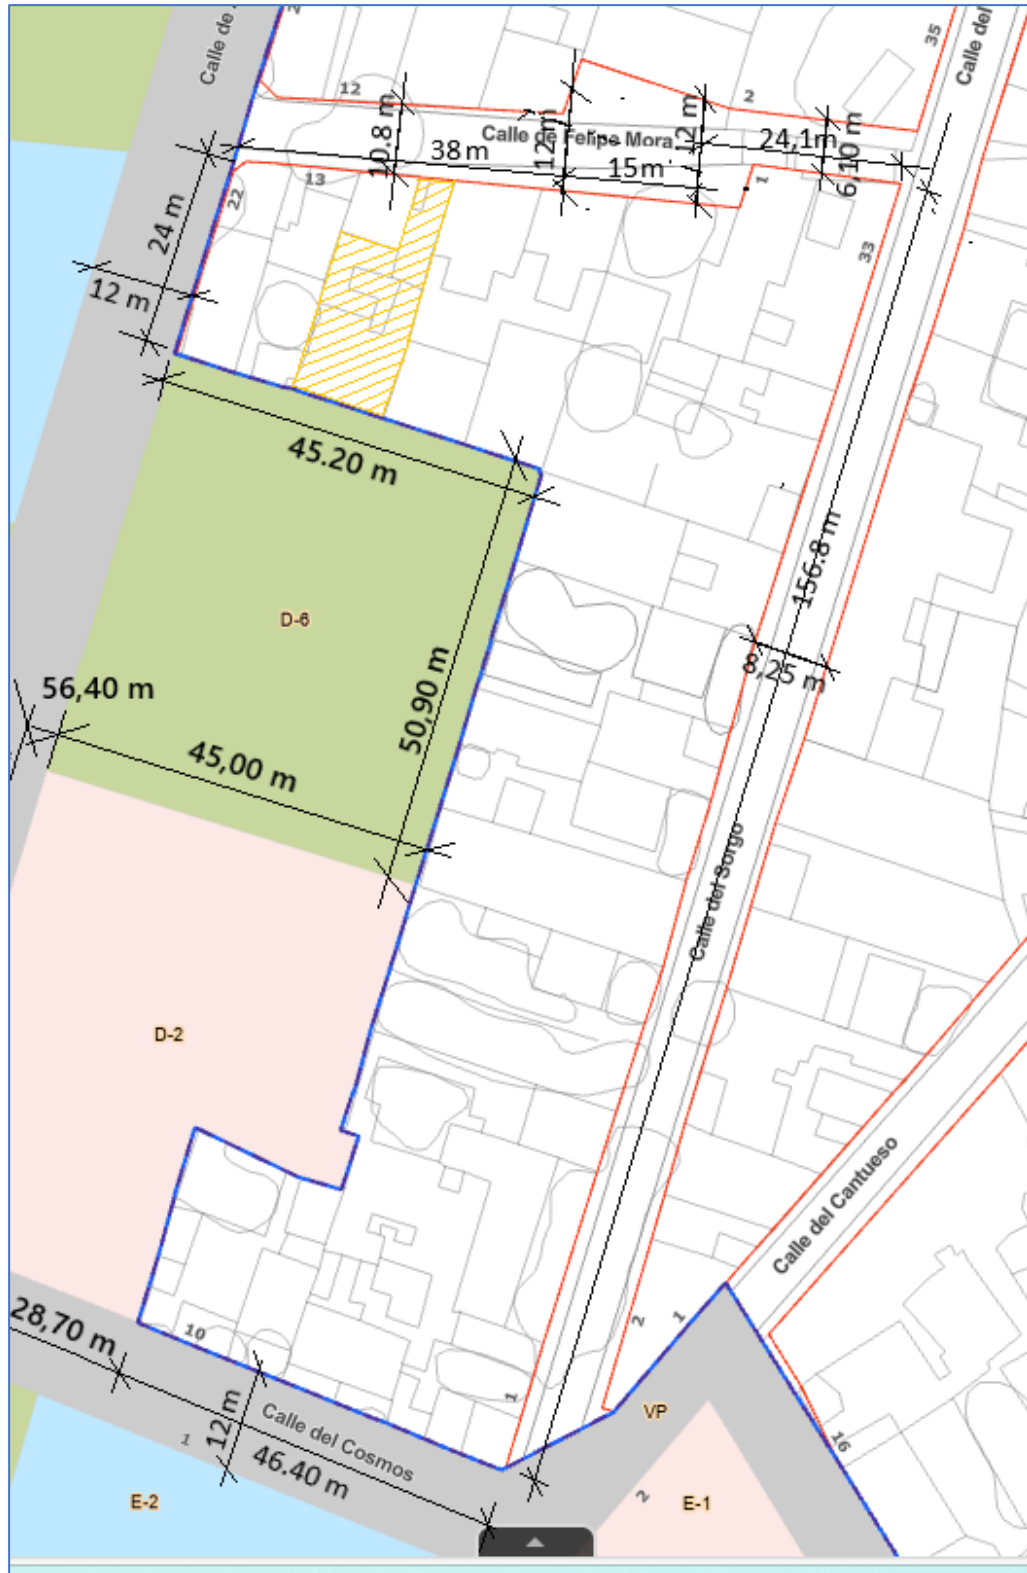 Calle de
2
35
Calle del
12
2
10.8 m
12 m
12 m
Calle de Felipe Mora
24,1m
6,10 m
38 m
15m
13
1
22
24 m
33
12 m
45.20 m
156.8 m
D-6
8,25 m
56,40 m
50,90 m
45,00 m
Calle del Sorgo
D-2
Calle del Cantueso
28,70 m
10
2
1
1
12 m
Calle del Cosmos
VP
1
46.40 m
16
E-2
2
E-1